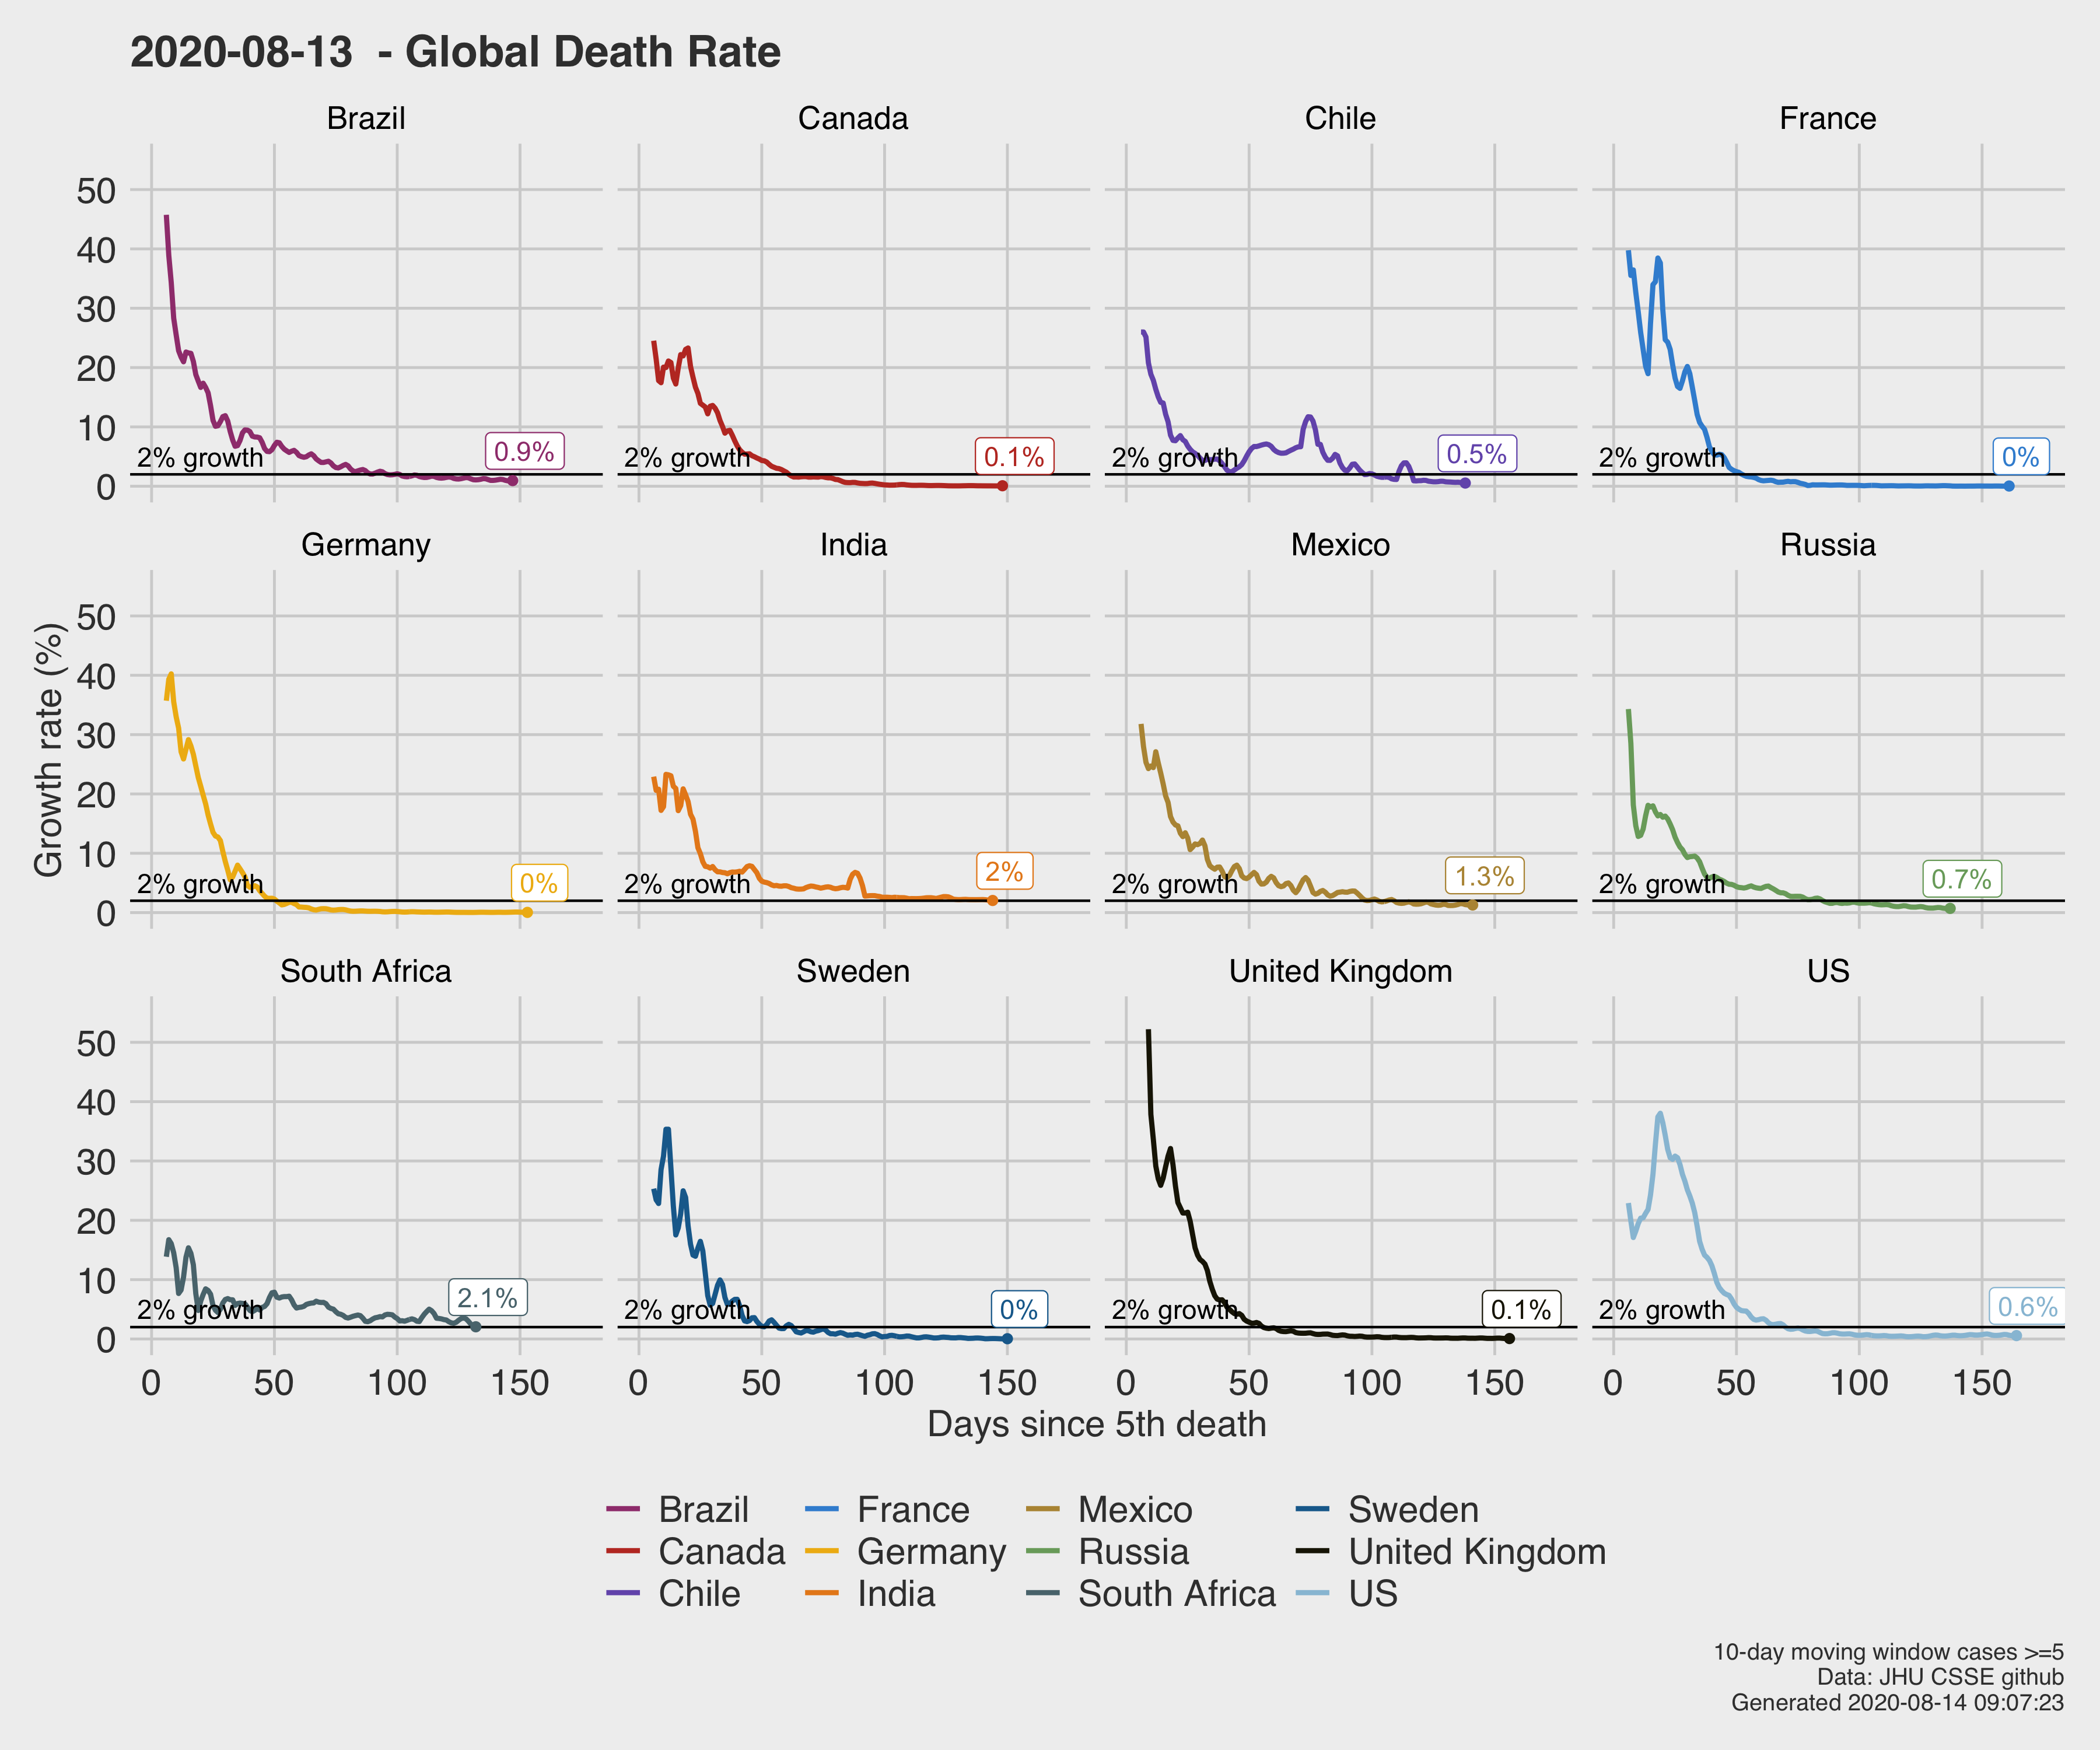 2020-08-13 - Global Death Rate
Brazil
Canada
Chile
France
50
40
30
20
10
0
2% growth
0.9%
2% growth
0.1%
2% growth
0.5%
2% growth
0%
Germany
India
Mexico
Russia
Growth rate (%)
50
40
30
20
10
0
2% growth
0%
2% growth
2%
2% growth
1.3%
2% growth
0.7%
South Africa
Sweden
United Kingdom
US
50
40
30
20
10
0
2% growth
2.1%
2% growth
0%
2% growth
0.1%
2% growth
0.6%
0 50 100 150
0 50 100 150
0 50 100 150
0 50 100 150
Days since 5th death
Brazil
France
Mexico
Sweden
Canada
Germany
Russia
United Kingdom
Chile
India
South Africa
US
10-day moving window cases >=5
Data: JHU CSSE github
Generated 2020-08-14 09:07:23